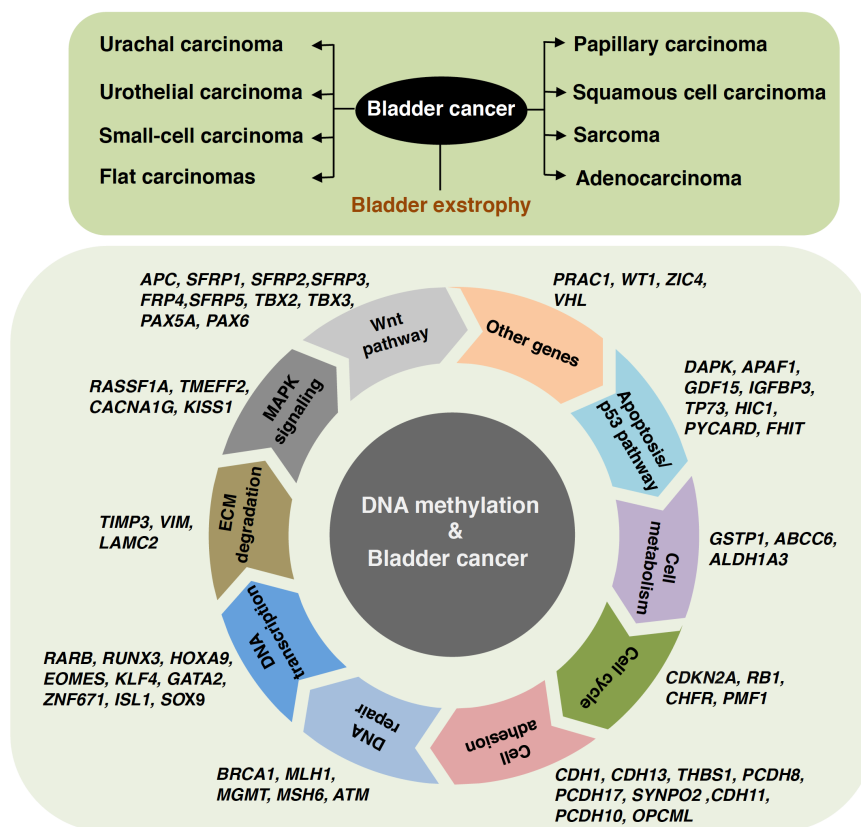 Urachal carcinoma
Urothelial carcinoma
Small-cell carcinoma
Flat carcinomas
Bladder cancer
Bladder exstrophy
Papillary carcinoma
Squamous cell carcinoma
Sarcoma
Adenocarcinoma
APC, SFRP1, SFRP2,SFRP3,
FRP4,SFRP5, TBX2, TBX3,
PAX5A, PAX6
Wnt
pathway
PRAC1, WT1, ZIC4,
VHL
Other genes
DAPK, APAF1,
GDF15, IGFBP3,
TP73, HIC1,
PYCARD, FHIT
Apoptosis/
p53 pathway
GSTP1, ABCC6,
ALDH1A3
Cell
metabolism
CDKN2A, RB1,
CHFR, PMF1
Cell cycle
CDH1, CDH13, THBS1, PCDH8,
PCDH17, SYNPO2 ,CDH11,
PCDH10, OPCML
Cell
adhesion
BRCA1, MLH1,
MGMT, MSH6, ATM
DNA
repair
RARB, RUNX3, HOXA9,
EOMES, KLF4, GATA2,
ZNF671, ISL1, SOX9
DNA
transcription
TIMP3, VIM,
LAMC2
ECM
degradation
RASSF1A, TMEFF2,
CACNA1G, KISS1
MAPK
signaling
DNA methylation
&
Bladder cancer